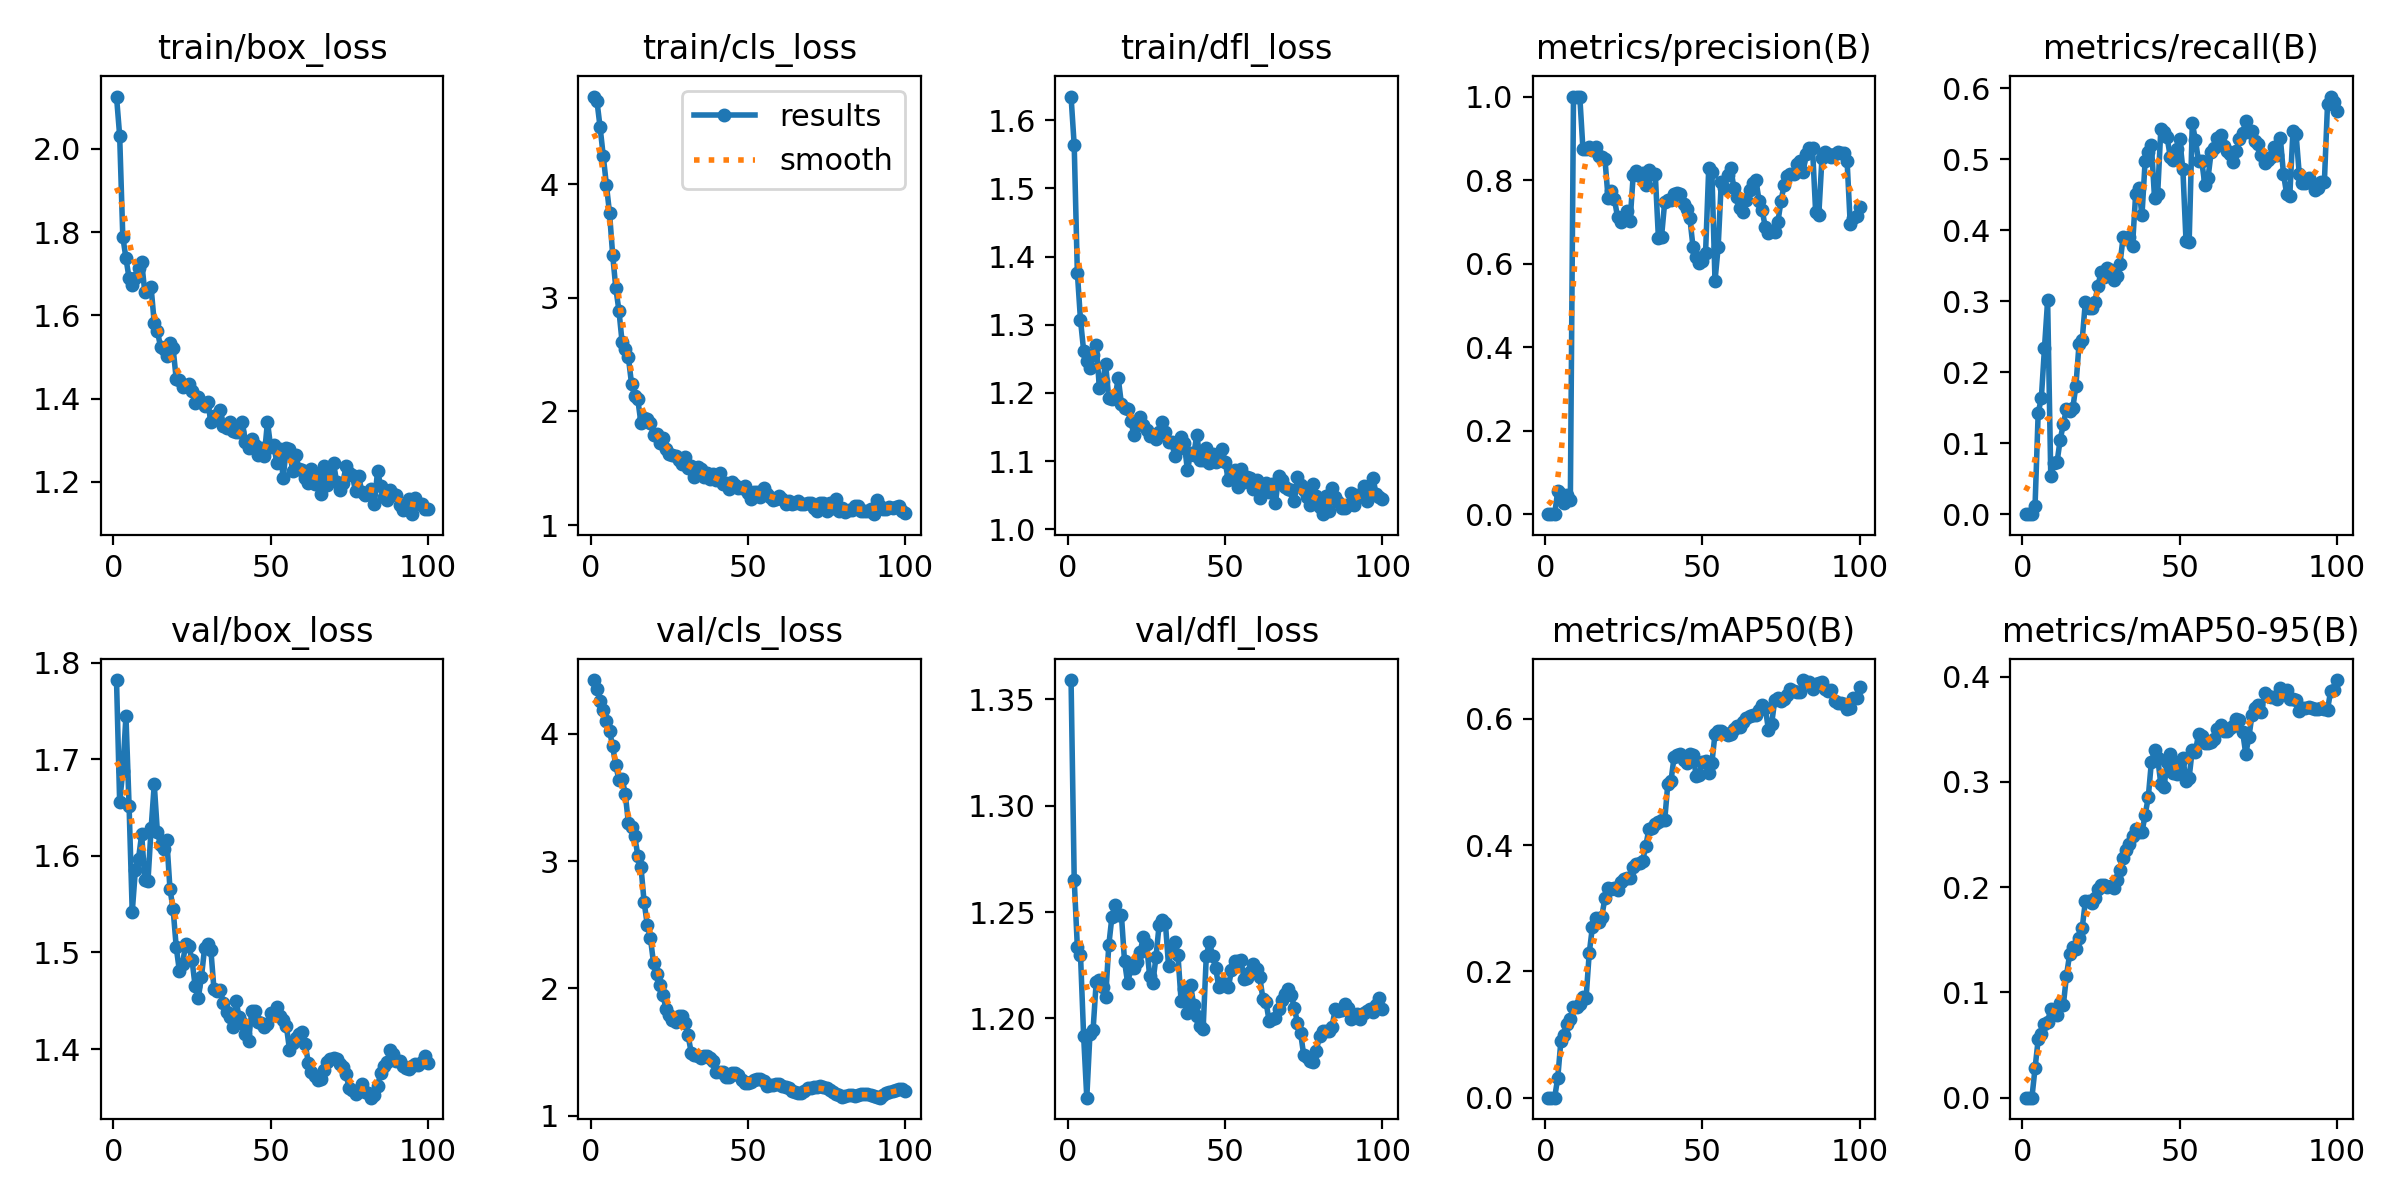 train/box_loss
2.0
1.8
1.6
1.4
1.2
0 50 100
train/cls_loss
results
smooth
4
3
2
1
0 50 100
train/dfl_loss
1.6
1.5
1.4
1.3
1.2
1.1
1.0
0 50 100
metrics/precision(B)
1.0
0.8
0.6
0.4
0.2
0.0
0 50 100
metrics/recall(B)
0.6
0.5
0.4
0.3
0.2
0.1
0.0
0 50 100
val/box_loss
1.8
1.7
1.6
1.5
1.4
0 50 100
val/cls_loss
4
3
2
1
0 50 100
val/dfl_loss
1.35
1.30
1.25
1.20
0 50 100
metrics/mAP50(B)
0.6
0.4
0.2
0.0
0 50 100
metrics/mAP50-95(B)
0.4
0.3
0.2
0.1
0.0
0 50 100